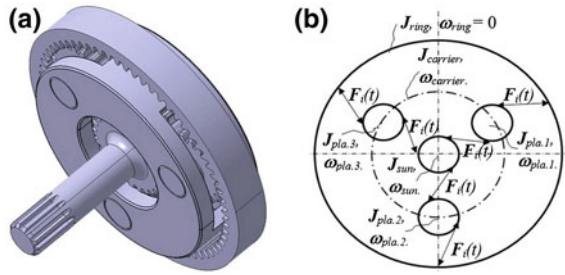 (a)
(b)
J_ring, ω_ring = 0
J_carrier,
ω_carrier.
F_i(t)
F_i(t)
F_i(t)
F_i(t)
J_pla.3,
ω_pla.3.
J_sun,
ω_sun.
J_pla.1,
ω_pla.1.
F_i(t)
J_pla.2,
ω_pla.2.
F_i(t)